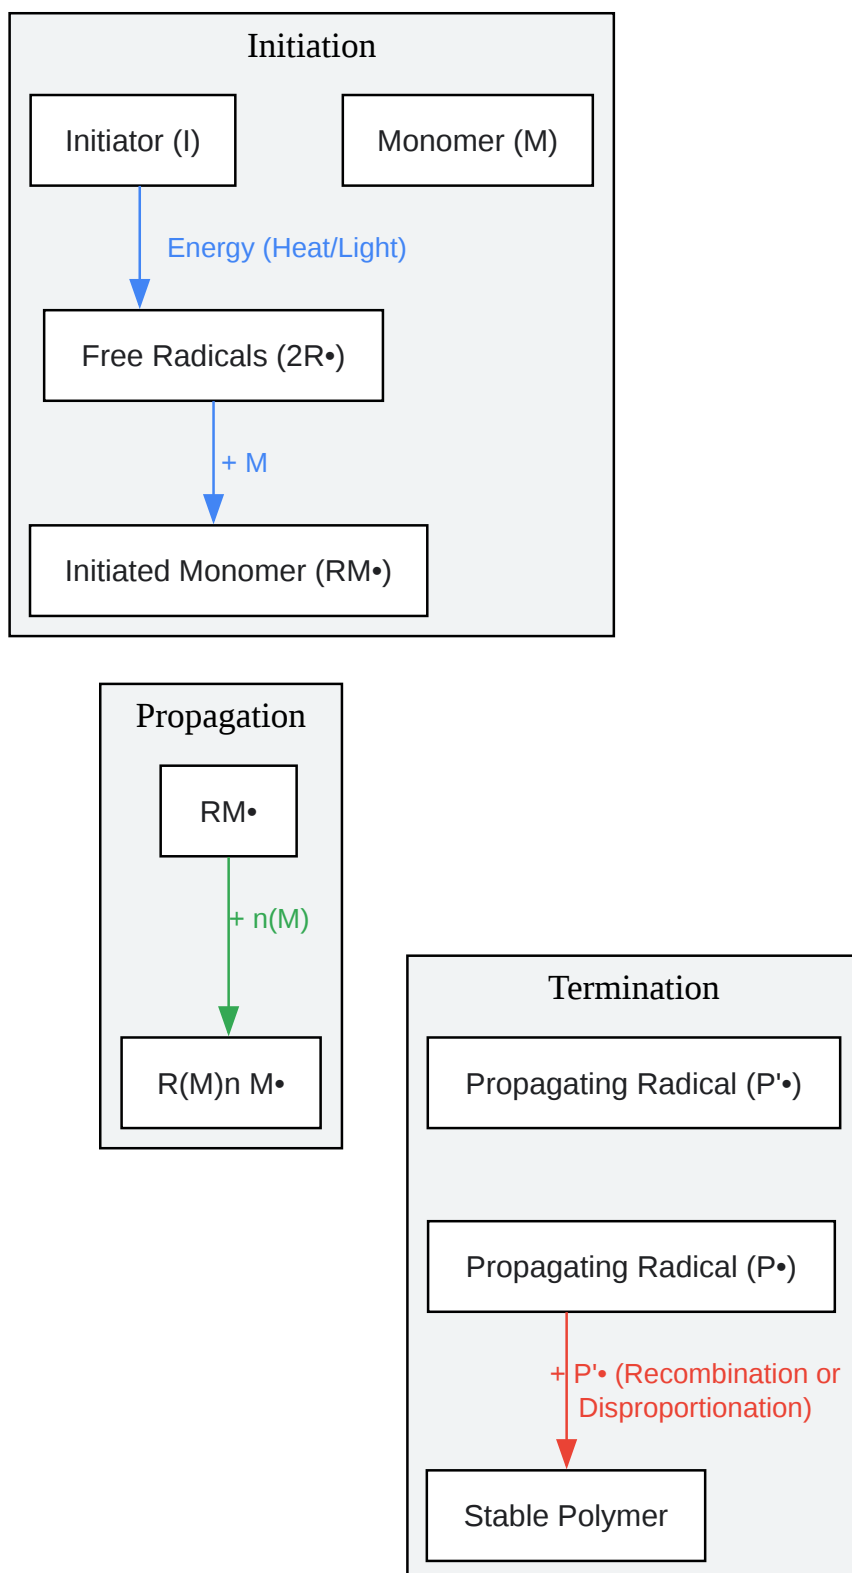 Initiation
Initiator (I)
Monomer (M)
Energy (Heat/Light)
Free Radicals (2R•)
+ M
Initiated Monomer (RM•)
Propagation
RM•
+ n(M)
R(M)n M•
Termination
Propagating Radical (P'•)
Propagating Radical (P•)
+ P'• (Recombination or
Disproportionation)
Stable Polymer